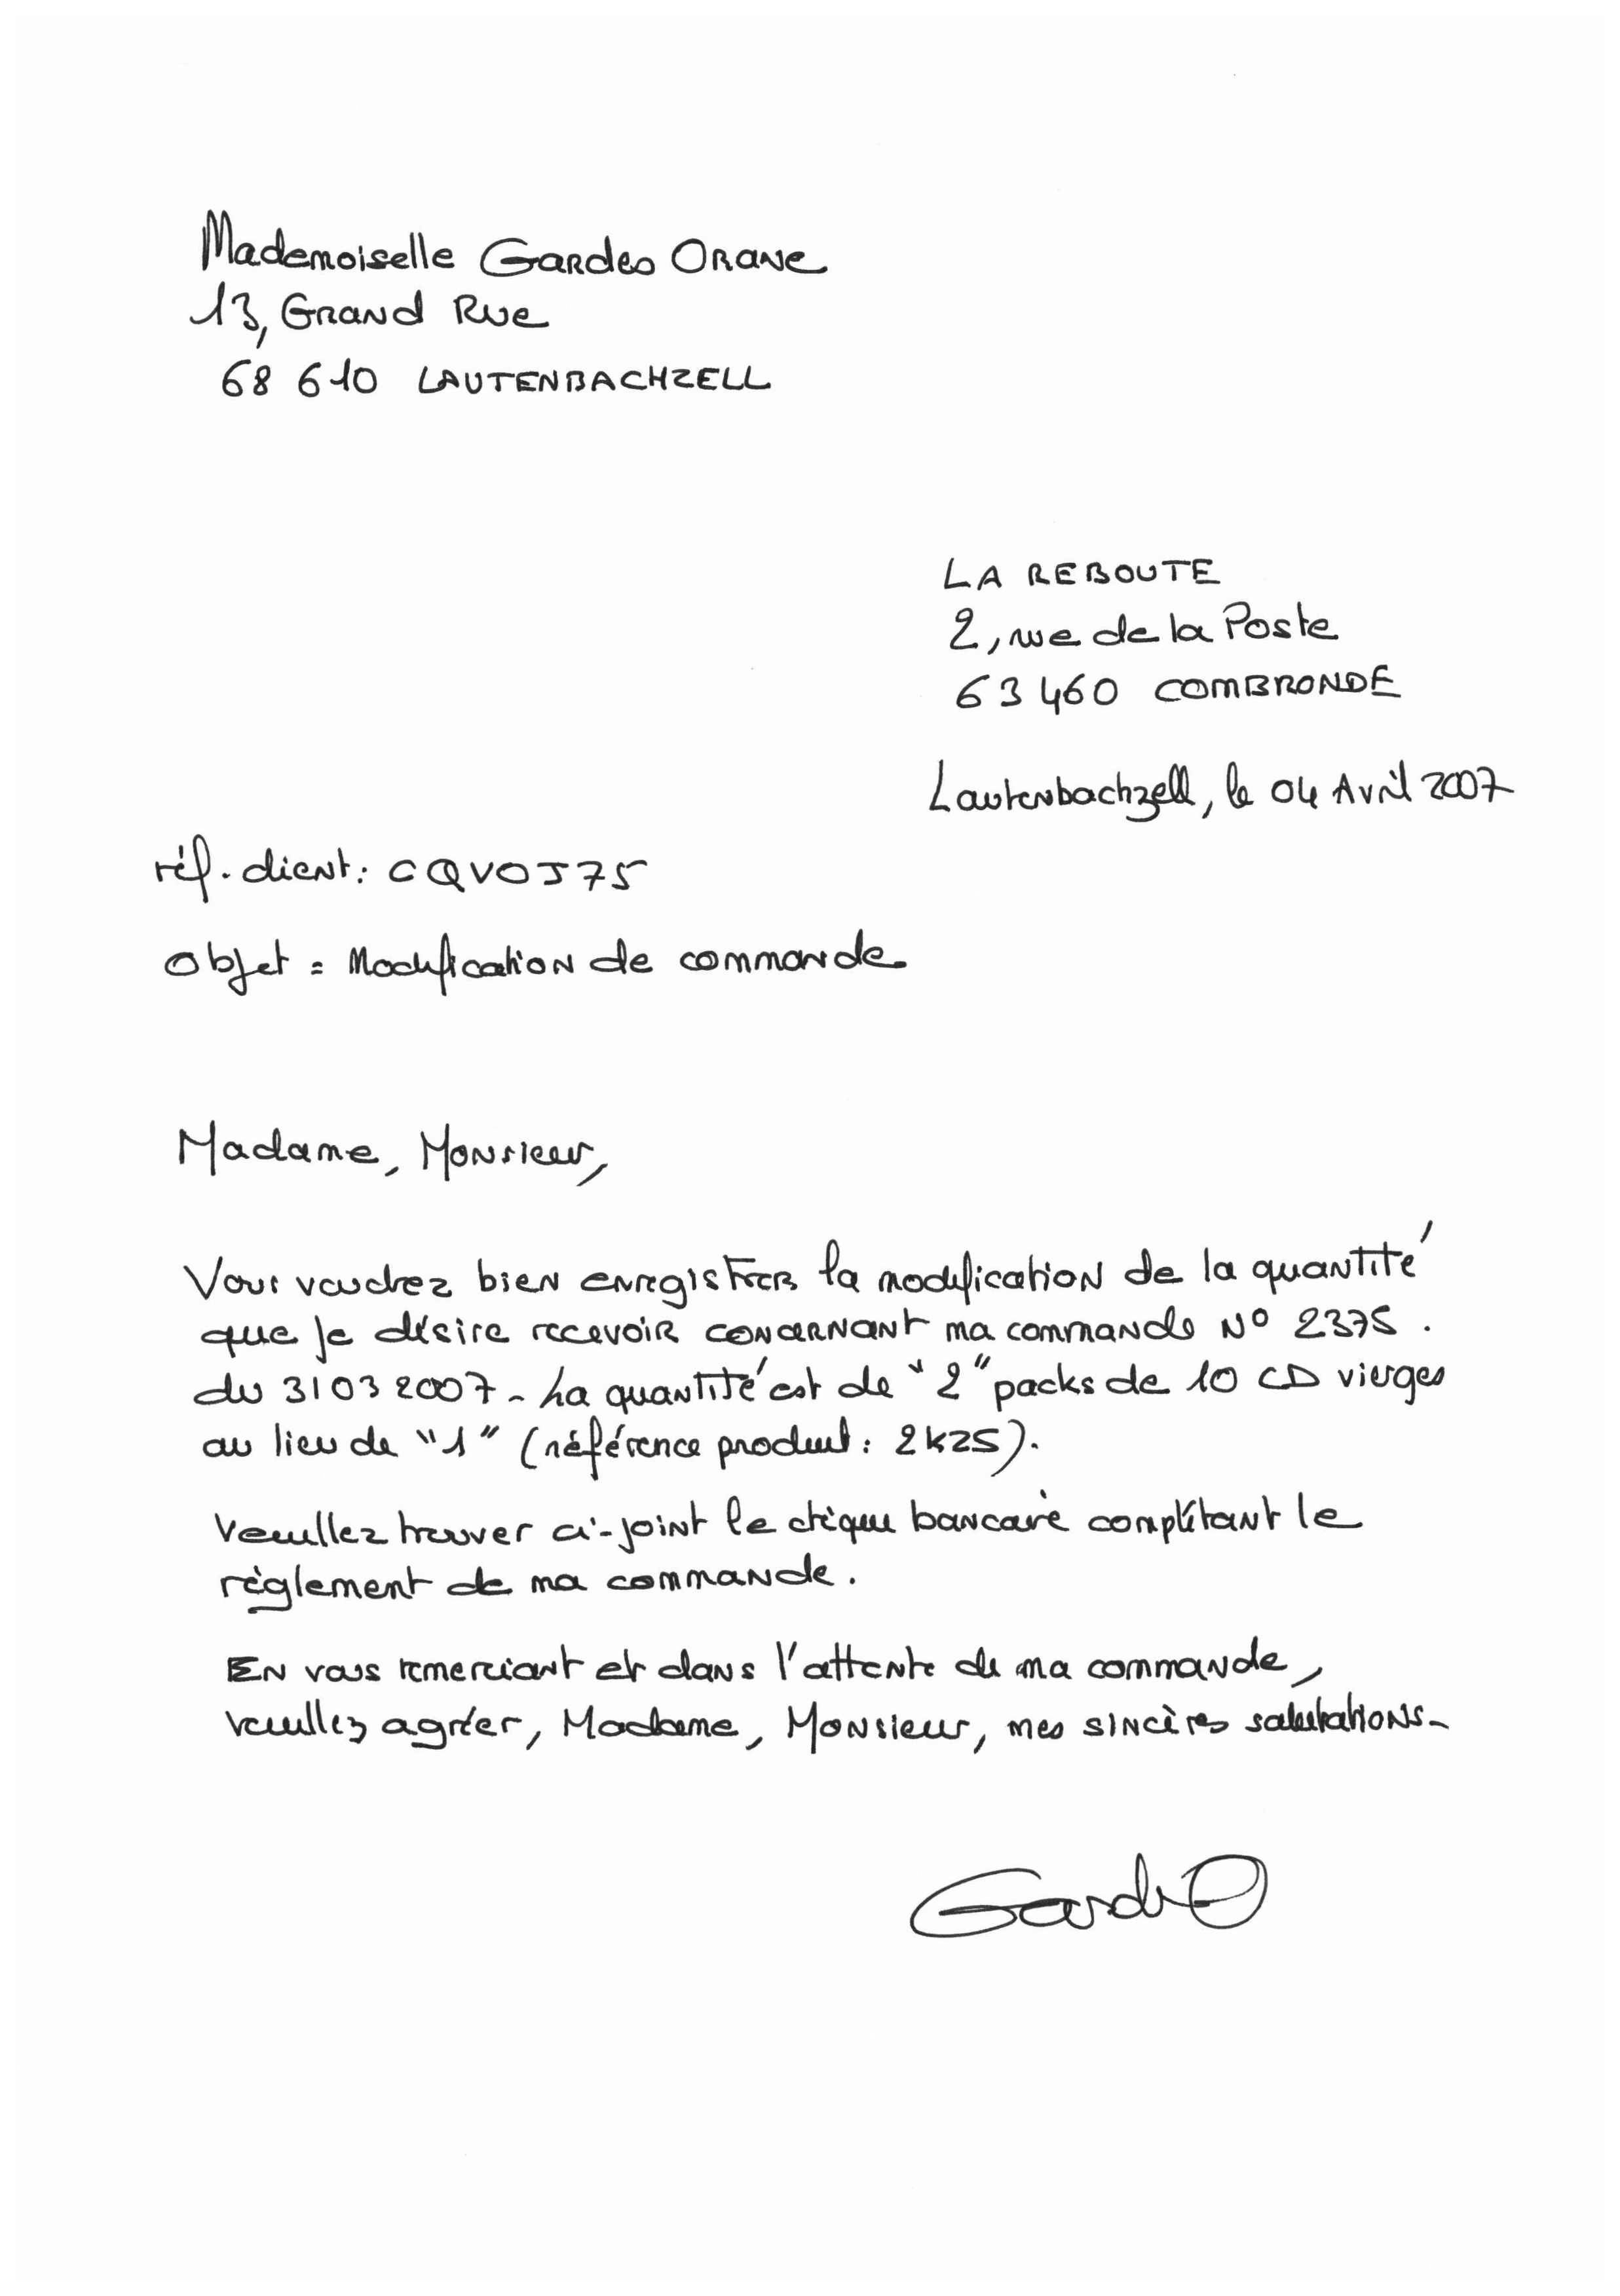 Mademoiselle Gardes Orane
13, Grand Rue
68 610 LAUTENBACHZELL
LA REBOUTE
2, rue de la Poste
63 460 COMBRONDE
Lautenbachzell, le 04 Avril 2007
réf. client : CQVOJ75
Objet = Modification de commande
Madame, Monsieur,
Vous voudrez bien enregistrer la modification de la quantité
que je désire recevoir concernant ma commande N° 2375 .
du 31 03 2007 - La quantité est de "2" packs de 10 CD vierges
au lieu de "1" (référence produit : 2K25).
Veuillez trouver ci-joint le chèque bancaire complétant le
règlement de ma commande.
En vous remerciant et dans l'attente de ma commande,
veuillez agréer, Madame, Monsieur, mes sincères salutations-